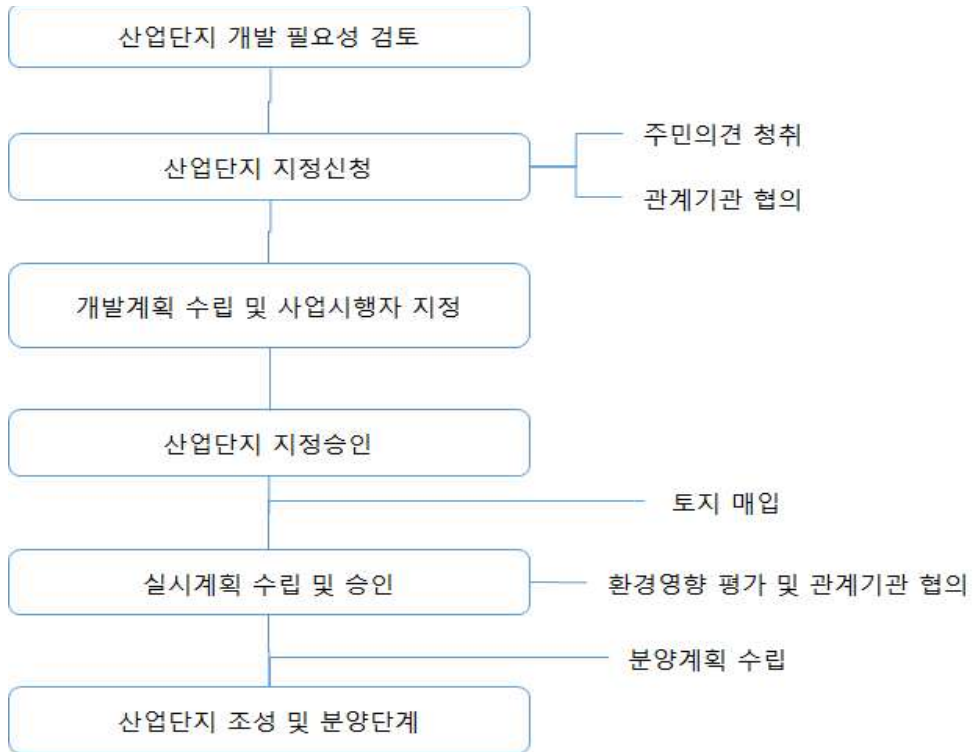 산업단지 개발 필요성 검토
산업단지 지정신청
주민의견 청취
관계기관 협의
개발계획 수립 및 사업시행자 지정
산업단지 지정승인
토지 매입
실시계획 수립 및 승인
환경영향 평가 및 관계기관 협의
분양계획 수립
산업단지 조성 및 분양단계